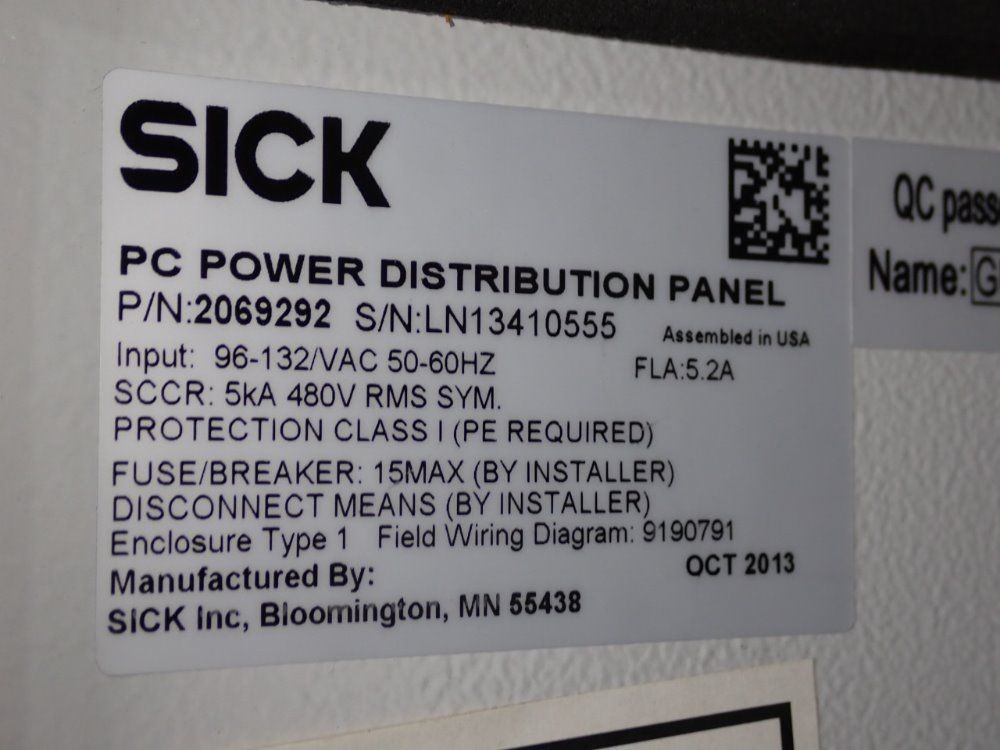 SICK
PC POWER DISTRIBUTION PANEL
P/N:2069292 S/N:LN13410555
Assembled in USA
Input: 96-132/VAC 50-60HZ
FLA:5.2A
SCCR: 5kA 480V RMS SYM.
PROTECTION CLASS I (PE REQUIRED)
FUSE/BREAKER: 15MAX (BY INSTALLER)
DISCONNECT MEANS (BY INSTALLER)
Enclosure Type 1 Field Wiring Diagram: 9190791
OCT 2013
Manufactured By:
SICK Inc, Bloomington, MN 55438
QC pass
Name: